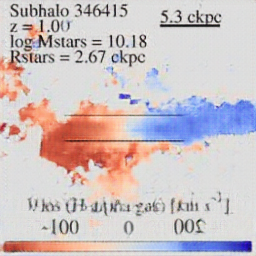 Subhalo 346415
5.3 ckpc
z = 1.00
log Mstars = 10.18
Rstars = 2.67 ckpc
-100 0